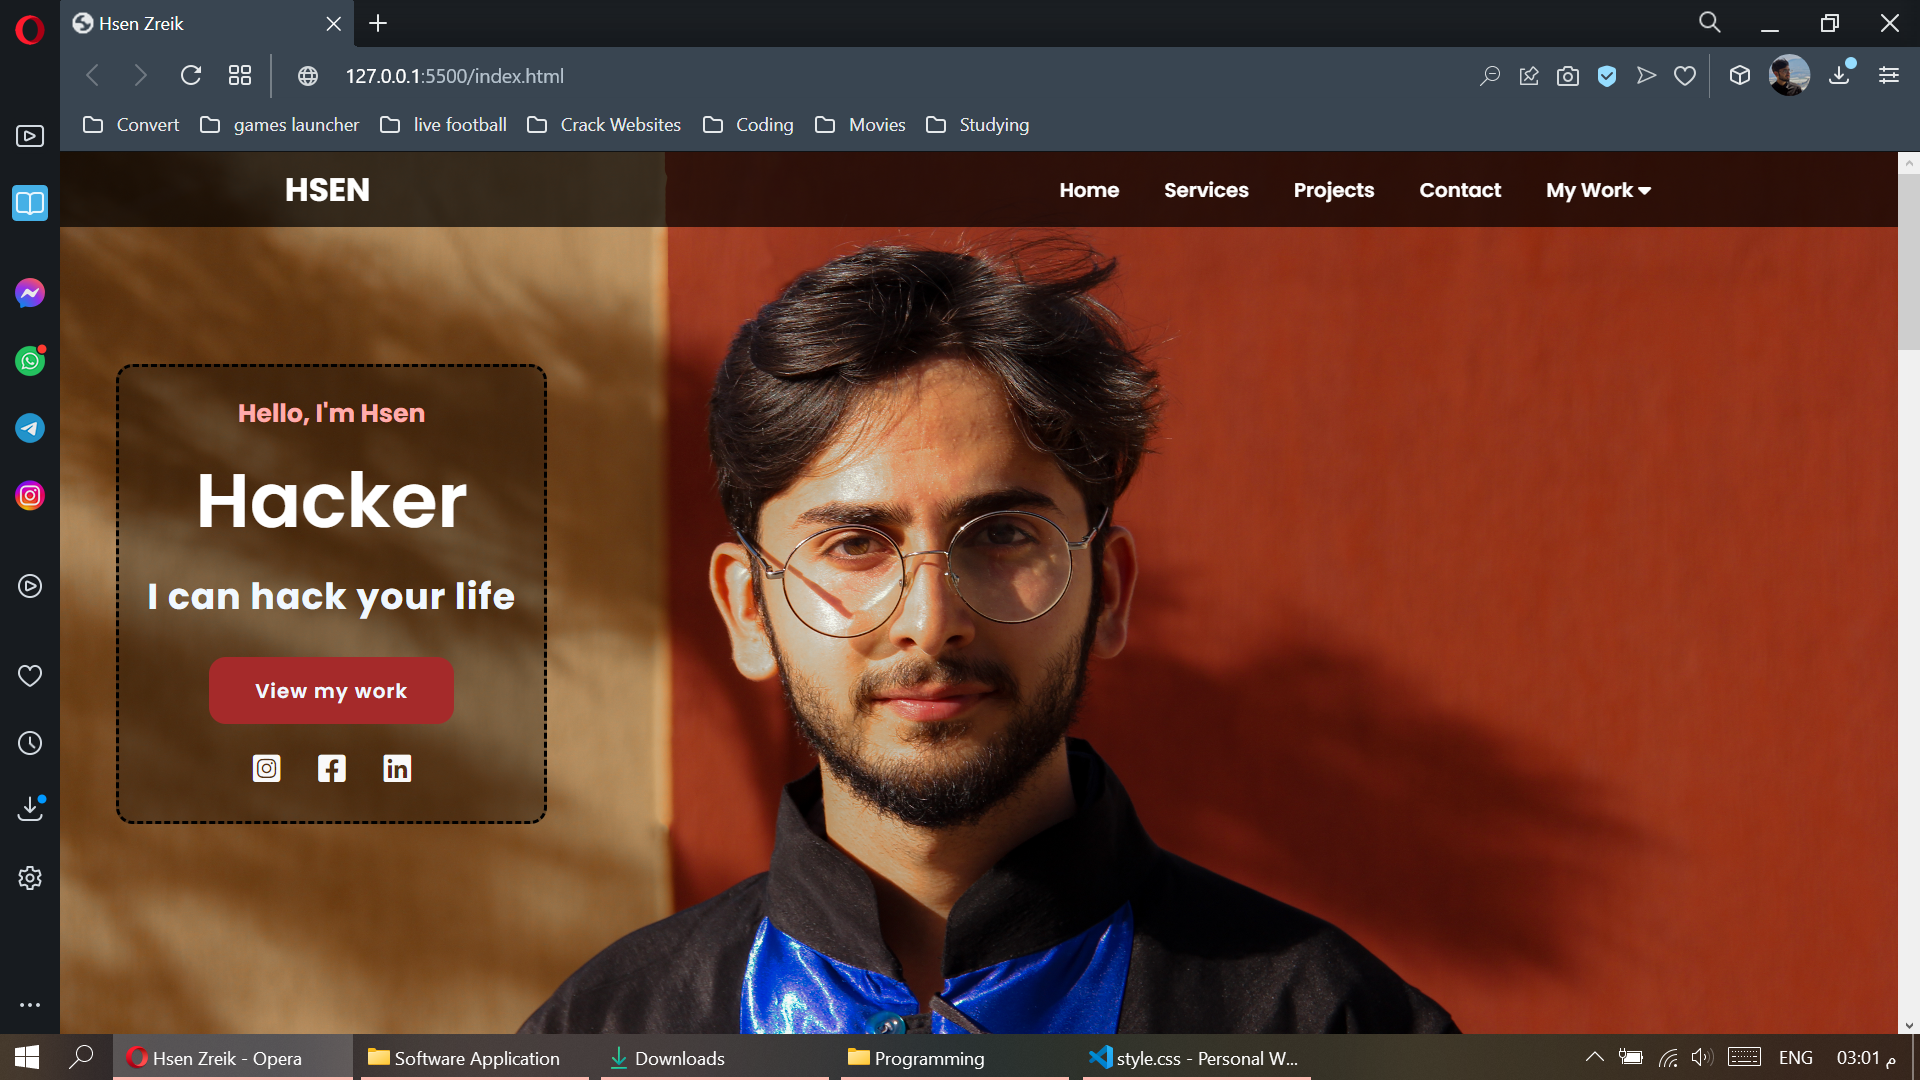 Hsen Zreik
127.0.0.1:5500/index.html
Convert games launcher live football Crack Websites Coding Movies Studying
HSEN Home Services Projects Contact My Work
Hello, I'm Hsen
Hacker
I can hack your life
View my work
Hsen Zreik - Opera Software Application Downloads Programming style.css - Personal W... ENG 03:01 م